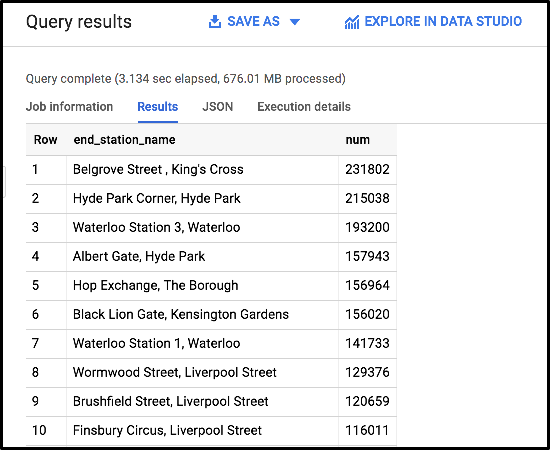 Query results SAVE AS EXPLORE IN DATA STUDIO
Query complete (3.134 sec elapsed, 676.01 MB processed)
Job information Results JSON Execution details
Row end_station_name num
1 Belgrove Street , King's Cross 231802
2 Hyde Park Corner, Hyde Park 215038
3 Waterloo Station 3, Waterloo 193200
4 Albert Gate, Hyde Park 157943
5 Hop Exchange, The Borough 156964
6 Black Lion Gate, Kensington Gardens 156020
7 Waterloo Station 1, Waterloo 141733
8 Wormwood Street, Liverpool Street 129376
9 Brushfield Street, Liverpool Street 120659
10 Finsbury Circus, Liverpool Street 116011